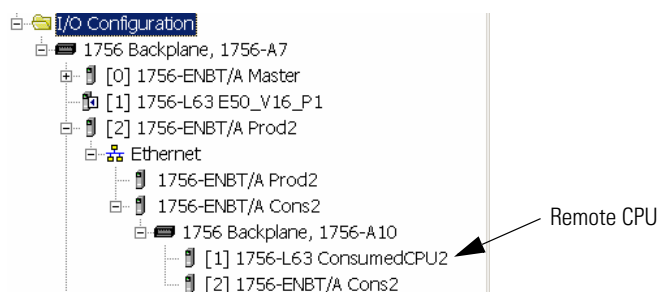 I/O Configuration
1756 Backplane, 1756-A7
[0] 1756-ENBT/A Master
[1] 1756-L63 E50_V16_P1
[2] 1756-ENBT/A Prod2
Ethernet
1756-ENBT/A Prod2
1756-ENBT/A Cons2
1756 Backplane, 1756-A10
Remote CPU
[1] 1756-L63 ConsumedCPU2
[2] 1756-ENBT/A Cons2